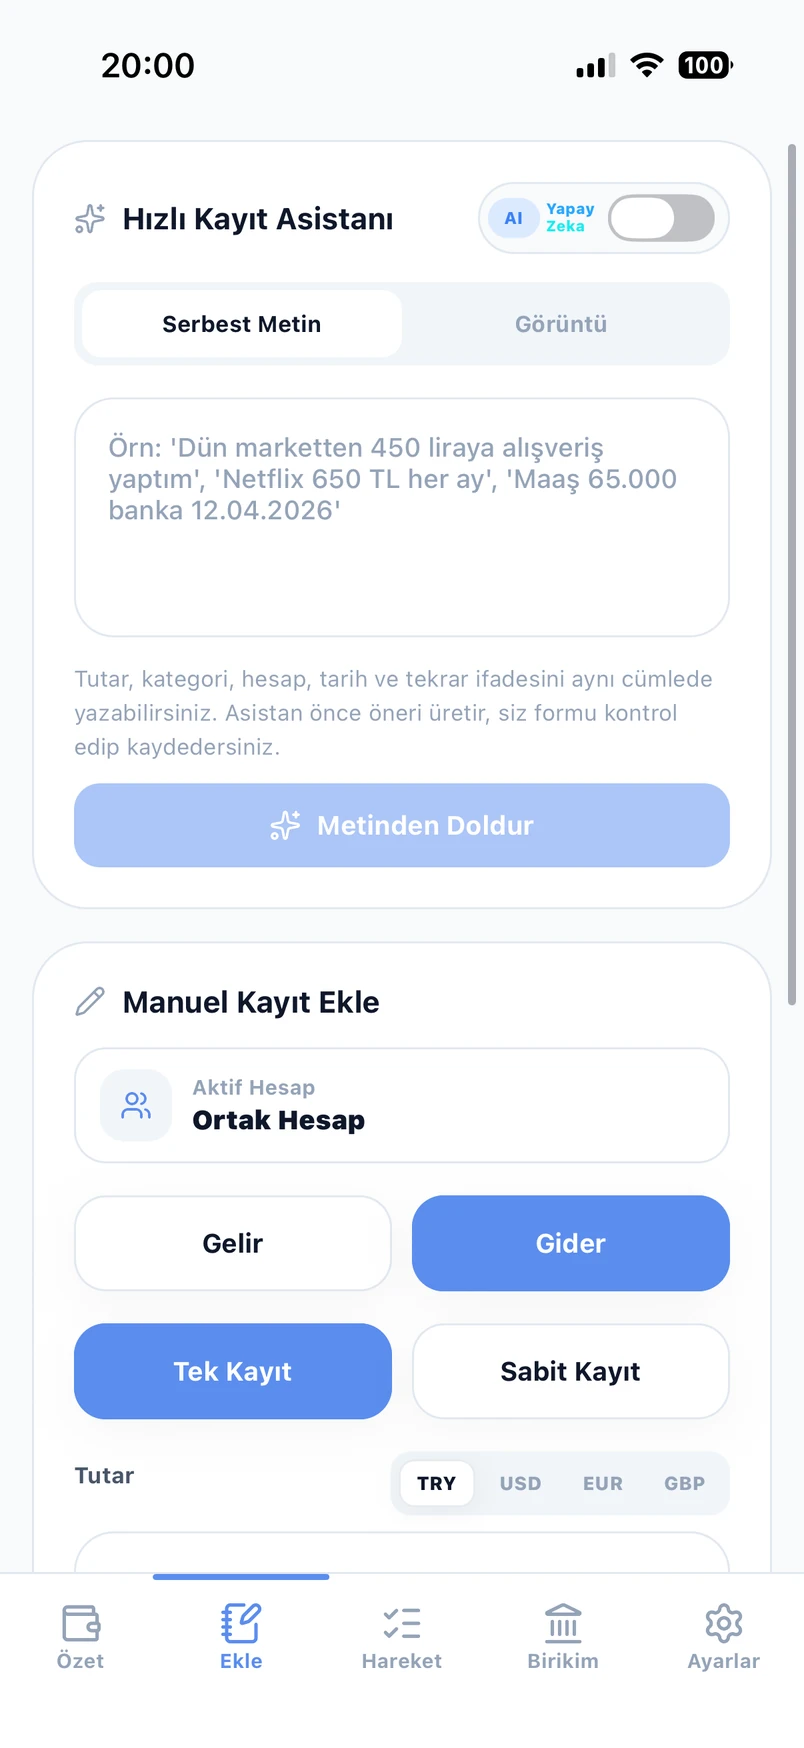 20:00
100
Hızlı Kayıt Asistanı
AI
Yapay
Zeka
Serbest Metin
Görüntü
Örn: 'Dün marketten 450 liraya alışveriş
yaptım', 'Netflix 650 TL her ay', 'Maaş 65.000
banka 12.04.2026'
Tutar, kategori, hesap, tarih ve tekrar ifadesini aynı cümlede
yazabilirsiniz. Asistan önce öneri üretir, siz formu kontrol
edip kaydedersiniz.
Metinden Doldur
Manuel Kayıt Ekle
Aktif Hesap
Ortak Hesap
Gelir
Gider
Tek Kayıt
Sabit Kayıt
Tutar
TRY
USD
EUR
GBP
Özet
Ekle
Hareket
Birikim
Ayarlar